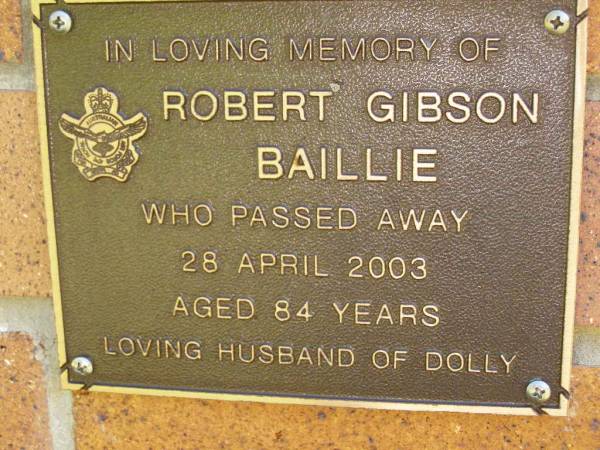 IN LOVING MEMORY OF
ROBERT GIBSON
BAILLIE
WHO PASSED AWAY
28 APRIL 2003
AGED 84 YEARS
LOVING HUSBAND OF DOLLY